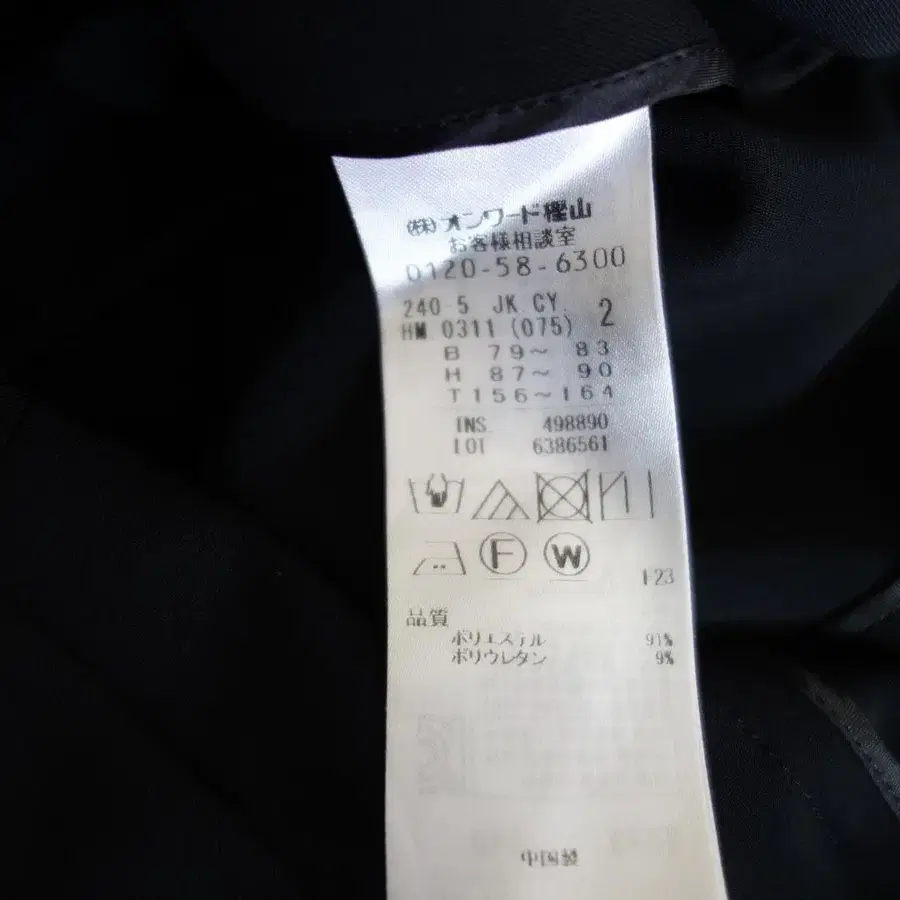 ㈱オンワード樫山
お客様相談室
0120-58-6300
240-5 JK.CY. 2
HM 0311 (075)
B 79～ 83
H 87～ 90
T 156～164
INS 498890
LOT 6386561
F W
I-23
品質
ポリエステル 91%
ポリウレタン 9%
中国製